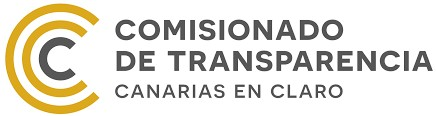 C
COMISIONADO
DE TRANSPARENCIA
CANARIAS EN CLARO